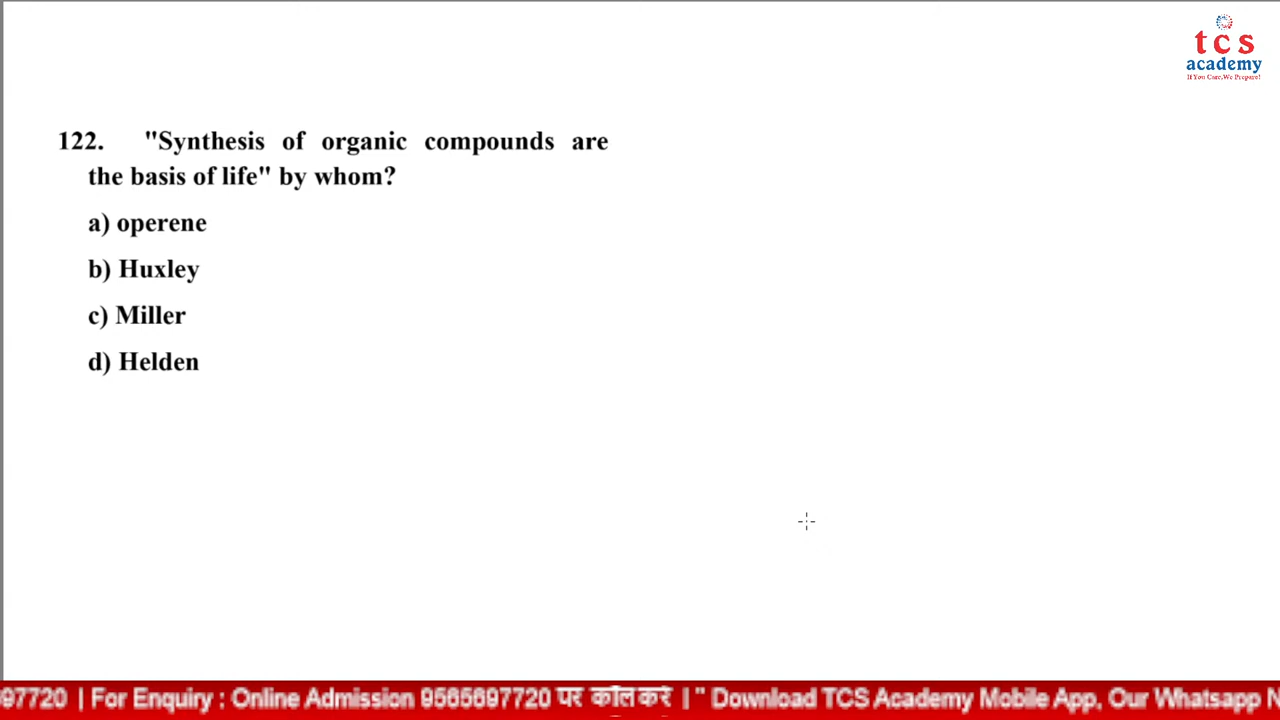 tcs
academy
If You Care,We Prepare!
122. "Synthesis of organic compounds are
the basis of life" by whom?
a) operene
b) Huxley
c) Miller
d) Helden
97720 | For Enquiry : Online Admission 9565697720 पर कॉल करें | " Download TCS Academy Mobile App, Our Whatsapp N